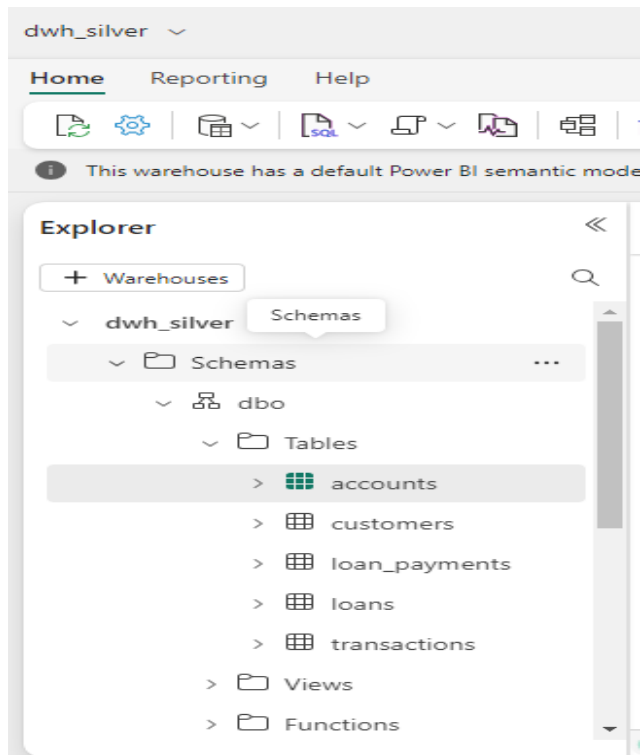 dwh_silver
Home Reporting Help
SQL
This warehouse has a default Power BI semantic mode
Explorer
+ Warehouses
dwh_silver
Schemas
Schemas
dbo
Tables
accounts
customers
loan_payments
loans
transactions
Views
Functions